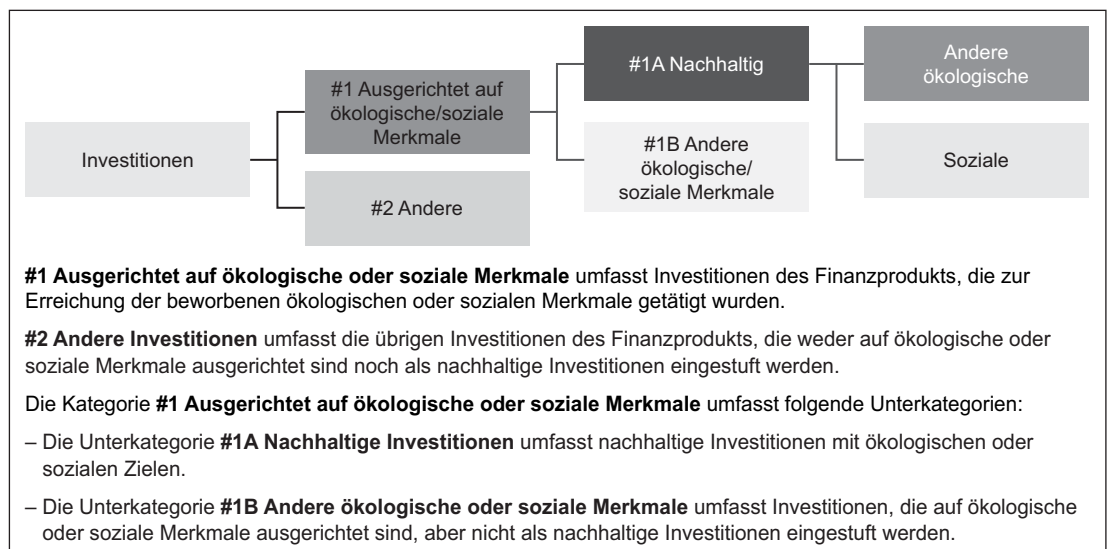 Investitionen
#1 Ausgerichtet auf
ökologische/soziale
Merkmale
#2 Andere
#1A Nachhaltig
#1B Andere
ökologische/
soziale Merkmale
Andere
ökologische
Soziale
#1 Ausgerichtet auf ökologische oder soziale Merkmale umfasst Investitionen des Finanzprodukts, die zur
Erreichung der beworbenen ökologischen oder sozialen Merkmale getätigt wurden.
#2 Andere Investitionen umfasst die übrigen Investitionen des Finanzprodukts, die weder auf ökologische oder
soziale Merkmale ausgerichtet sind noch als nachhaltige Investitionen eingestuft werden.
Die Kategorie #1 Ausgerichtet auf ökologische oder soziale Merkmale umfasst folgende Unterkategorien:
– Die Unterkategorie #1A Nachhaltige Investitionen umfasst nachhaltige Investitionen mit ökologischen oder
sozialen Zielen.
– Die Unterkategorie #1B Andere ökologische oder soziale Merkmale umfasst Investitionen, die auf ökologische
oder soziale Merkmale ausgerichtet sind, aber nicht als nachhaltige Investitionen eingestuft werden.